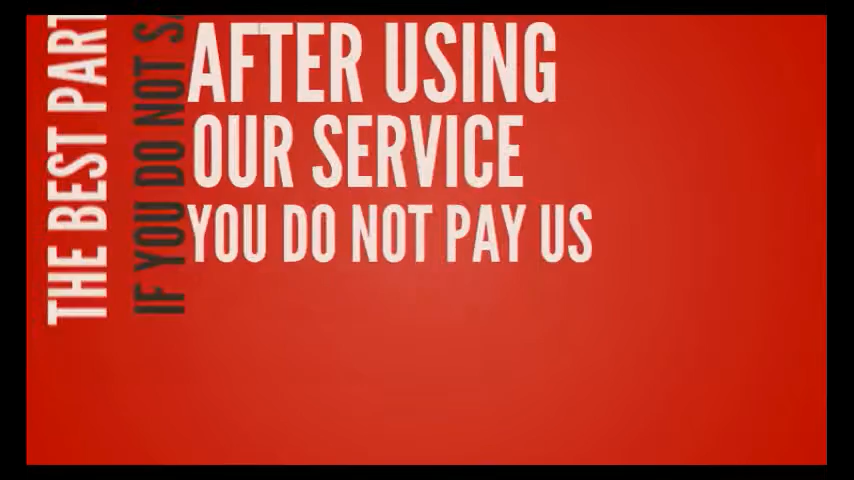 THE BEST PART
IF YOU DO NOT
AFTER USING
OUR SERVICE
YOU DO NOT PAY US